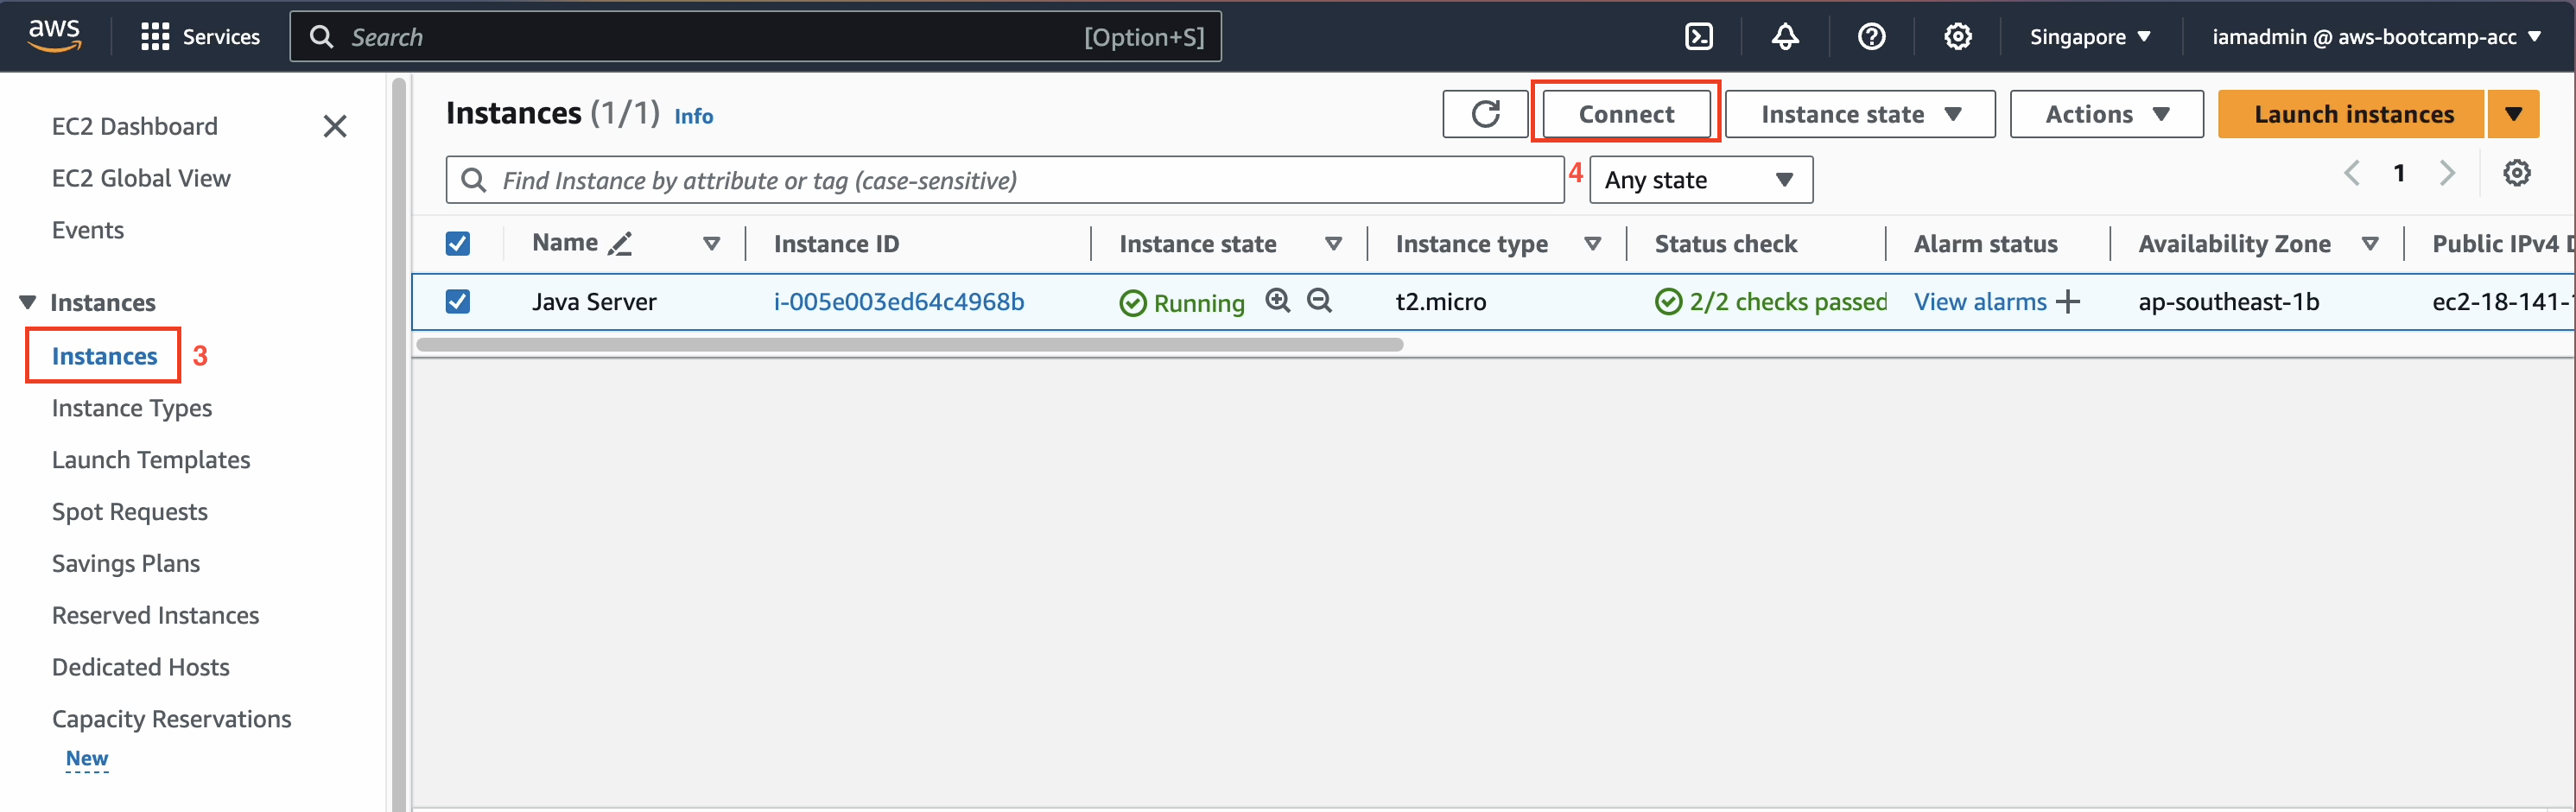 aws Services Search [Option+S] Singapore iamadmin @ aws-bootcamp-acc
EC2 Dashboard
EC2 Global View
Events
Instances
Instances 3
Instance Types
Launch Templates
Spot Requests
Savings Plans
Reserved Instances
Dedicated Hosts
Capacity Reservations
New
Instances (1/1) Info Connect Instance state Actions Launch instances
Find Instance by attribute or tag (case-sensitive) 4 Any state 1
Name Instance ID Instance state Instance type Status check Alarm status Availability Zone Public IPv4 D
Java Server i-005e003ed64c4968b Running t2.micro 2/2 checks passed View alarms + ap-southeast-1b ec2-18-141-